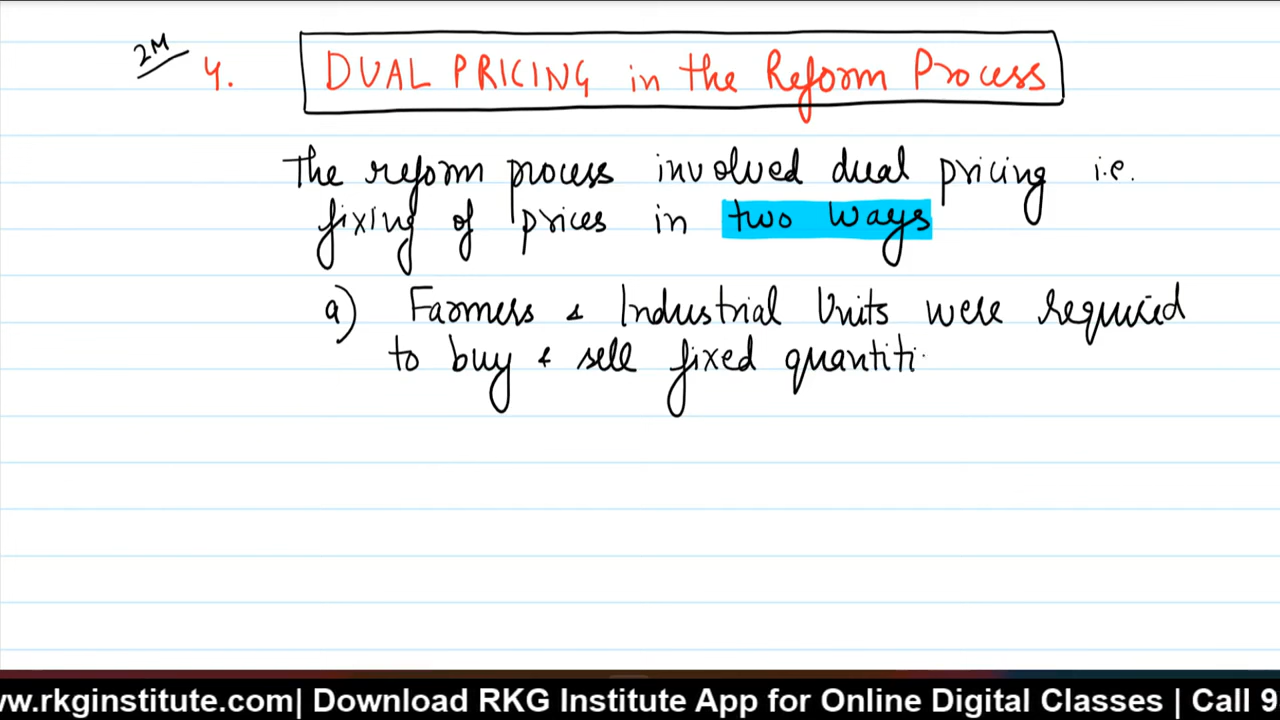 2M
4. DUAL PRICING in the Reform Process
The reform process involved dual pricing i.e.
fixing of prices in two ways
a) Farmers & Industrial Units were required
to buy & sell fixed quantiti
ww.rkginstitute.com| Download RKG Institute App for Online Digital Classes | Call 9